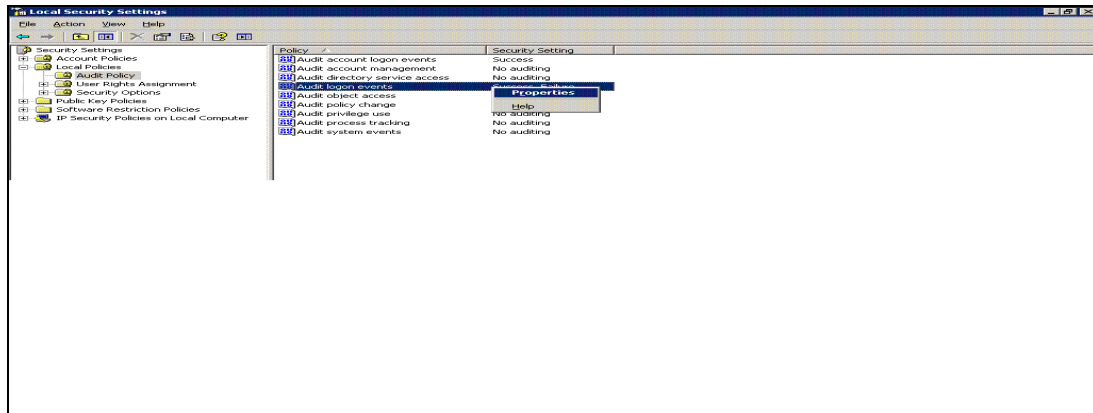 Local Security Settings
File Action View Help
Security Settings
Account Policies
Local Policies
Audit Policy
User Rights Assignment
Security Options
Public Key Policies
Software Restriction Policies
IP Security Policies on Local Computer
Policy Security Setting
Audit account logon events Success
Audit account management No auditing
Audit directory service access No auditing
Audit logon events Success, Failure
Audit object access
Audit policy change
Audit privilege use No auditing
Audit process tracking No auditing
Audit system events No auditing
Properties
Help